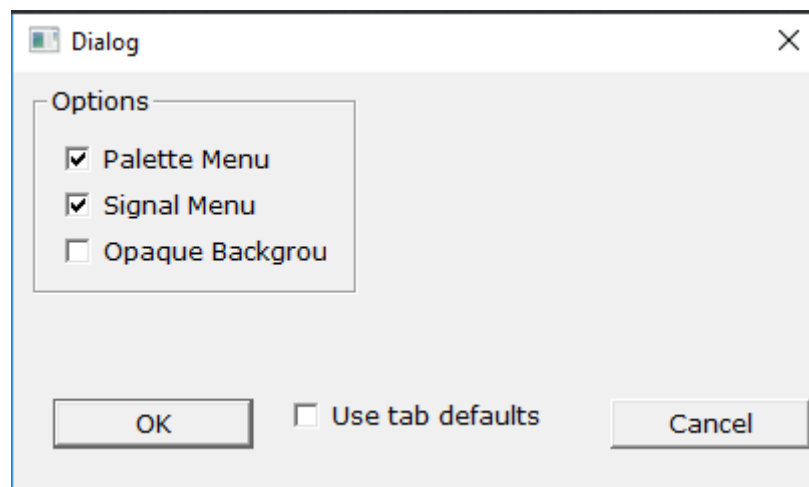 Dialog
Options
Palette Menu
Signal Menu
Opaque Backgrou
OK
Use tab defaults
Cancel